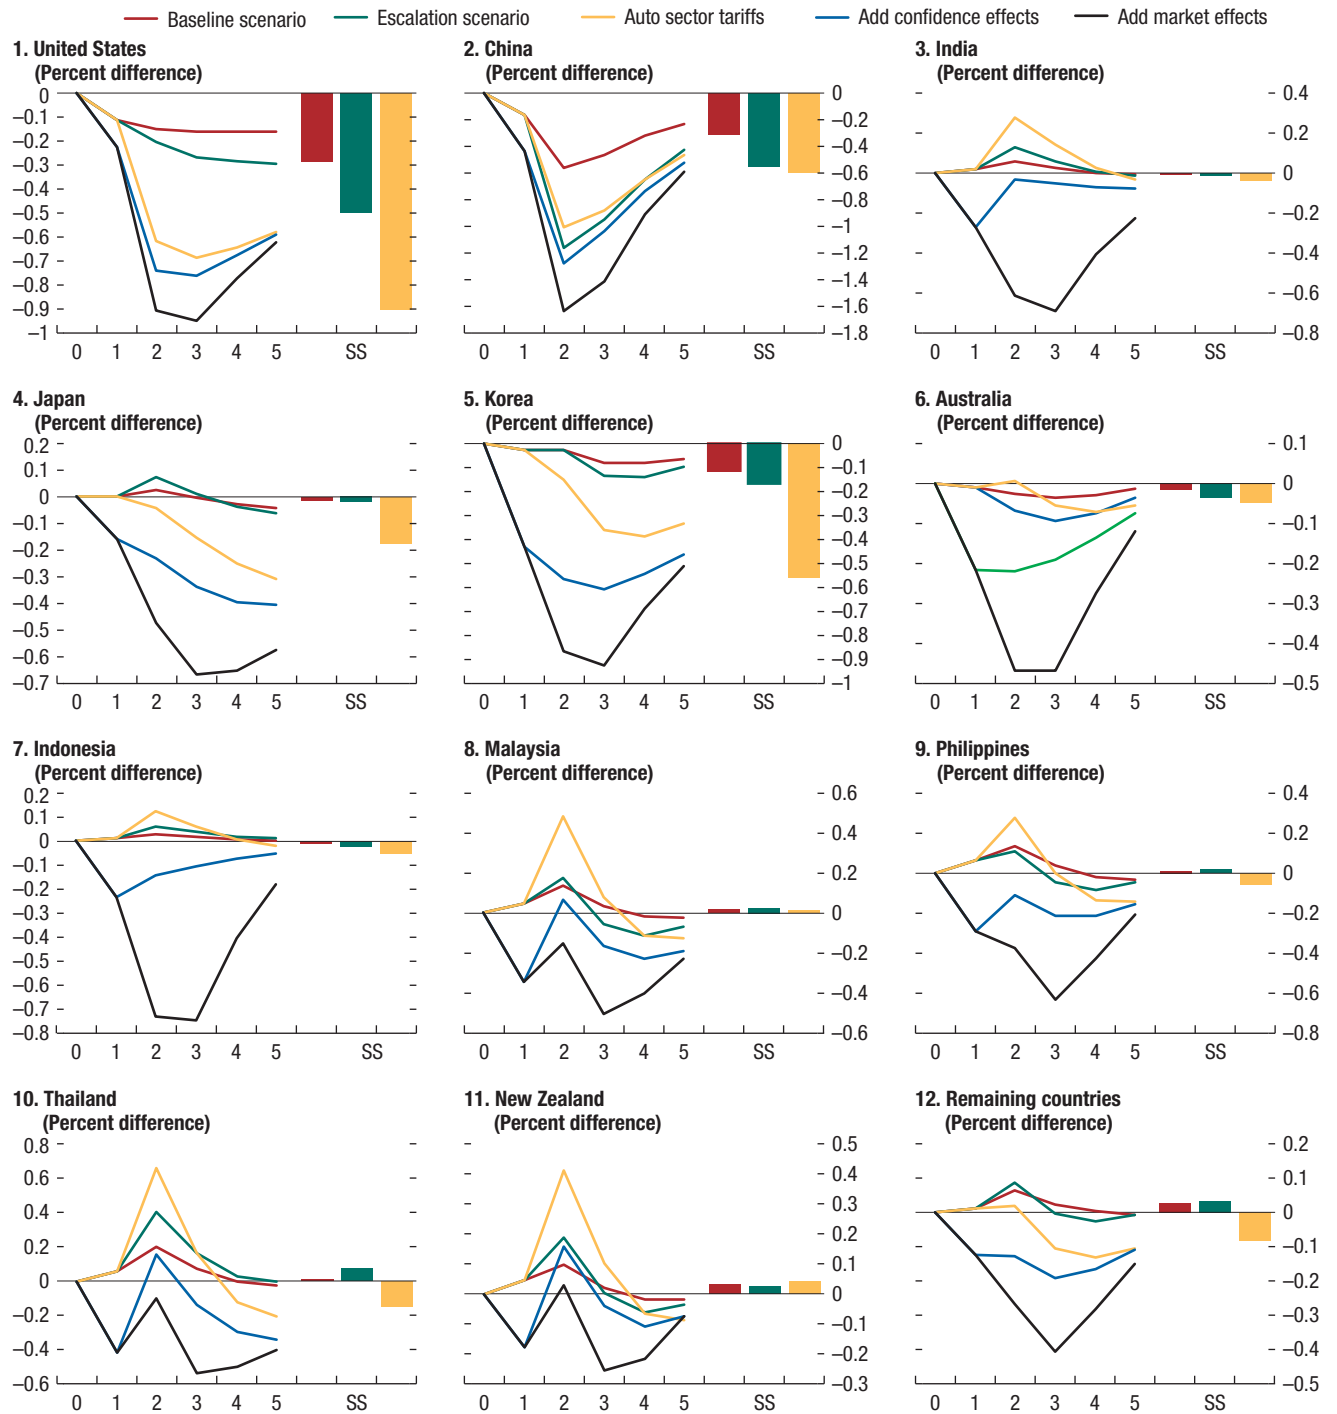 Baseline scenario Escalation scenario Auto sector tariffs Add confidence effects Add market effects
1. United States
(Percent difference)
0
–0.1
–0.2
–0.3
–0.4
–0.5
–0.6
–0.7
–0.8
–0.9
–1
0 1 2 3 4 5 SS
2. China
(Percent difference)
0
–0.2
–0.4
–0.6
–0.8
–1
–1.2
–1.4
–1.6
–1.8
0 1 2 3 4 5 SS
3. India
(Percent difference)
0.4
0.2
0
–0.2
–0.4
–0.6
–0.8
0 1 2 3 4 5 SS
4. Japan
(Percent difference)
0.2
0.1
0
–0.1
–0.2
–0.3
–0.4
–0.5
–0.6
–0.7
0 1 2 3 4 5 SS
5. Korea
(Percent difference)
0
–0.1
–0.2
–0.3
–0.4
–0.5
–0.6
–0.7
–0.8
–0.9
–1
0 1 2 3 4 5 SS
6. Australia
(Percent difference)
0.1
0
–0.1
–0.2
–0.3
–0.4
–0.5
0 1 2 3 4 5 SS
7. Indonesia
(Percent difference)
0.2
0.1
0
–0.1
–0.2
–0.3
–0.4
–0.5
–0.6
–0.7
–0.8
0 1 2 3 4 5 SS
8. Malaysia
(Percent difference)
0.6
0.4
0.2
0
–0.2
–0.4
–0.6
0 1 2 3 4 5 SS
9. Philippines
(Percent difference)
0.4
0.2
0
–0.2
–0.4
–0.6
–0.8
0 1 2 3 4 5 SS
10. Thailand
(Percent difference)
0.8
0.6
0.4
0.2
0
–0.2
–0.4
–0.6
0 1 2 3 4 5 SS
11. New Zealand
(Percent difference)
0.5
0.4
0.3
0.2
0.1
0
–0.1
–0.2
–0.3
0 1 2 3 4 5 SS
12. Remaining countries
(Percent difference)
0.2
0.1
0
–0.1
–0.2
–0.3
–0.4
–0.5
0 1 2 3 4 5 SS